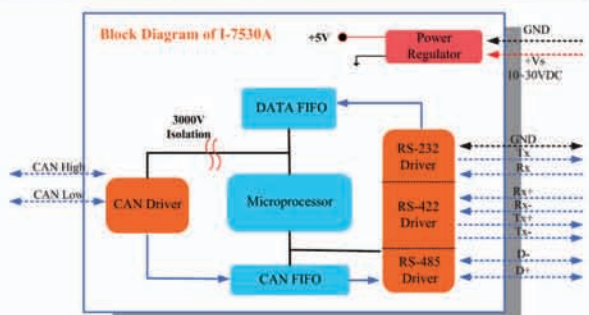 Block Diagram of I-7530A
+5V
Power
Regulator
GND
+Vs
10~30VDC
DATA FIFO
3000V
Isolation
CAN High
CAN Low
CAN Driver
Microprocessor
CAN FIFO
RS-232
Driver
RS-422
Driver
RS-485
Driver
GND
Tx
Rx
Rx+
Rx-
Tx+
Tx-
D-
D+